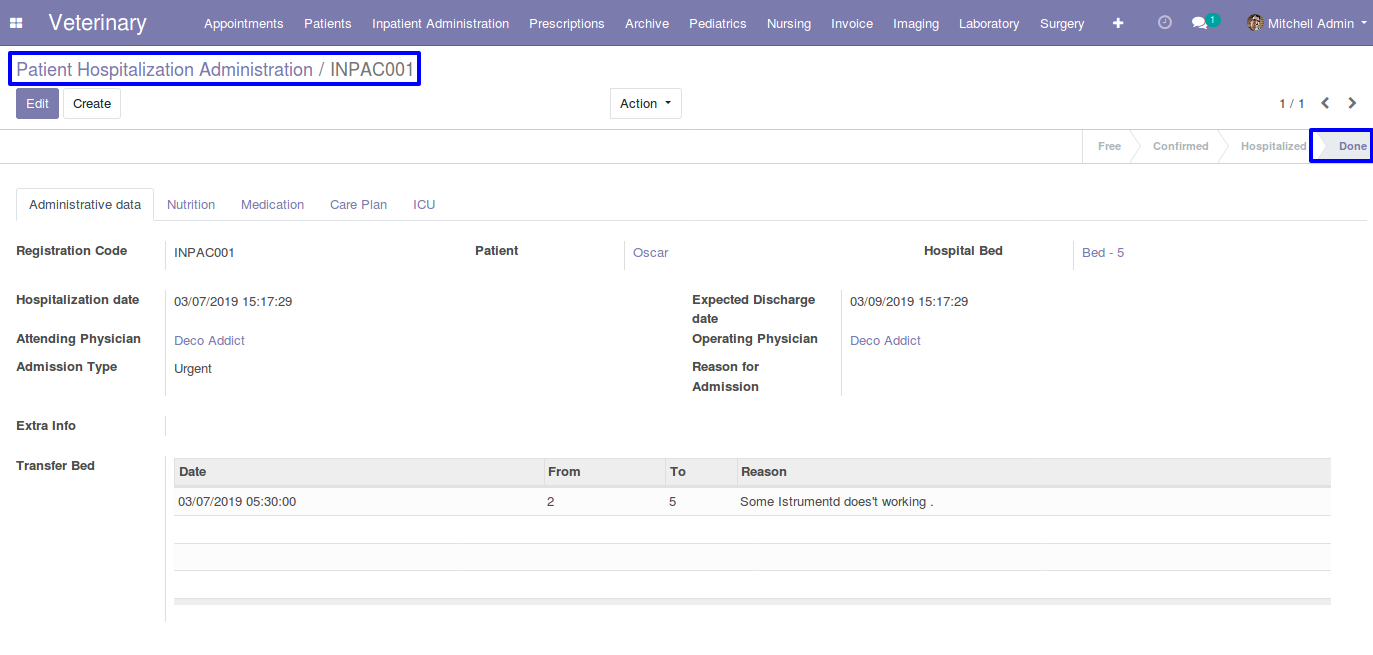 Veterinary Appointments Patients Inpatient Administration Prescriptions Archive Pediatrics Nursing Invoice Imaging Laboratory Surgery 1 Mitchell Admin
Patient Hospitalization Administration / INPAC001
Edit Create Action 1 / 1
Free Confirmed Hospitalized Done
Administrative data Nutrition Medication Care Plan ICU
Registration Code INPAC001 Patient Oscar Hospital Bed Bed - 5
Hospitalization date 03/07/2019 15:17:29 Expected Discharge date 03/09/2019 15:17:29
Attending Physician Deco Addict Operating Physician Deco Addict
Admission Type Urgent Reason for Admission
Extra Info
Transfer Bed
Date From To Reason
03/07/2019 05:30:00 2 5 Some Istrumentd does't working .